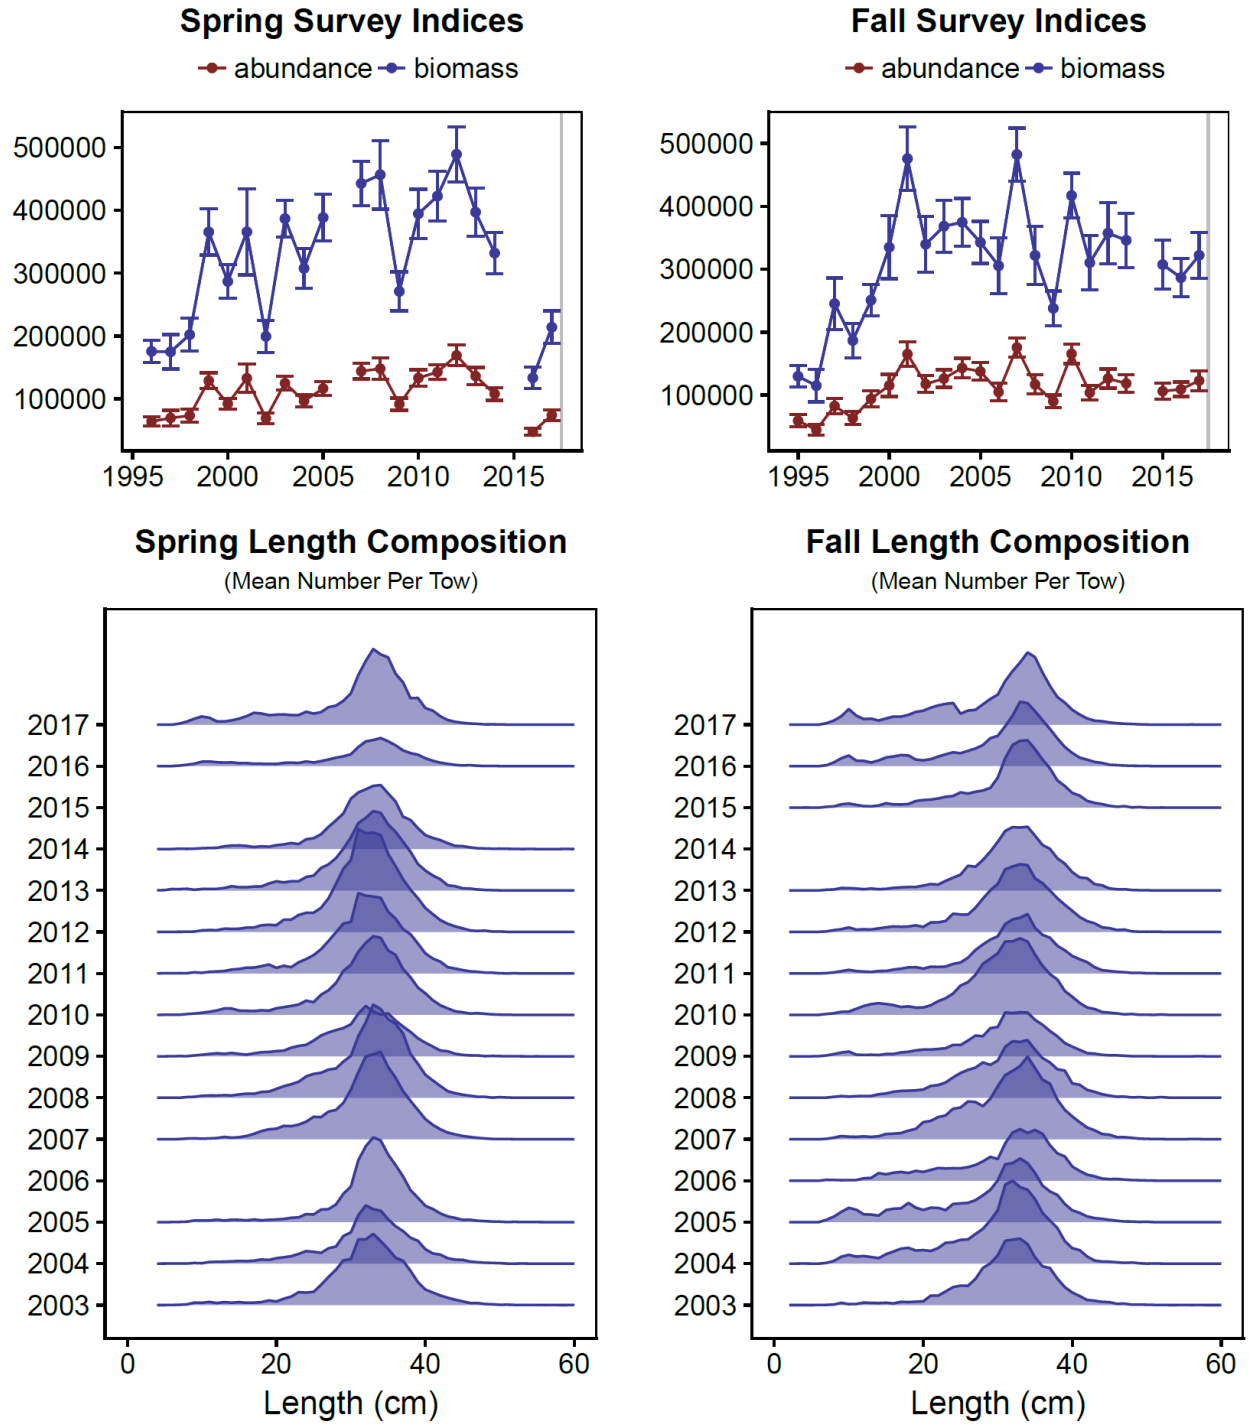 Spring Survey Indices
abundance biomass
500000
400000
300000
200000
100000
1995 2000 2005 2010 2015
Fall Survey Indices
abundance biomass
500000
400000
300000
200000
100000
1995 2000 2005 2010 2015
Spring Length Composition
(Mean Number Per Tow)
2017
2016
2015
2014
2013
2012
2011
2010
2009
2008
2007
2006
2005
2004
2003
0 20 40 60
Length (cm)
Fall Length Composition
(Mean Number Per Tow)
2017
2016
2015
2014
2013
2012
2011
2010
2009
2008
2007
2006
2005
2004
2003
0 20 40 60
Length (cm)